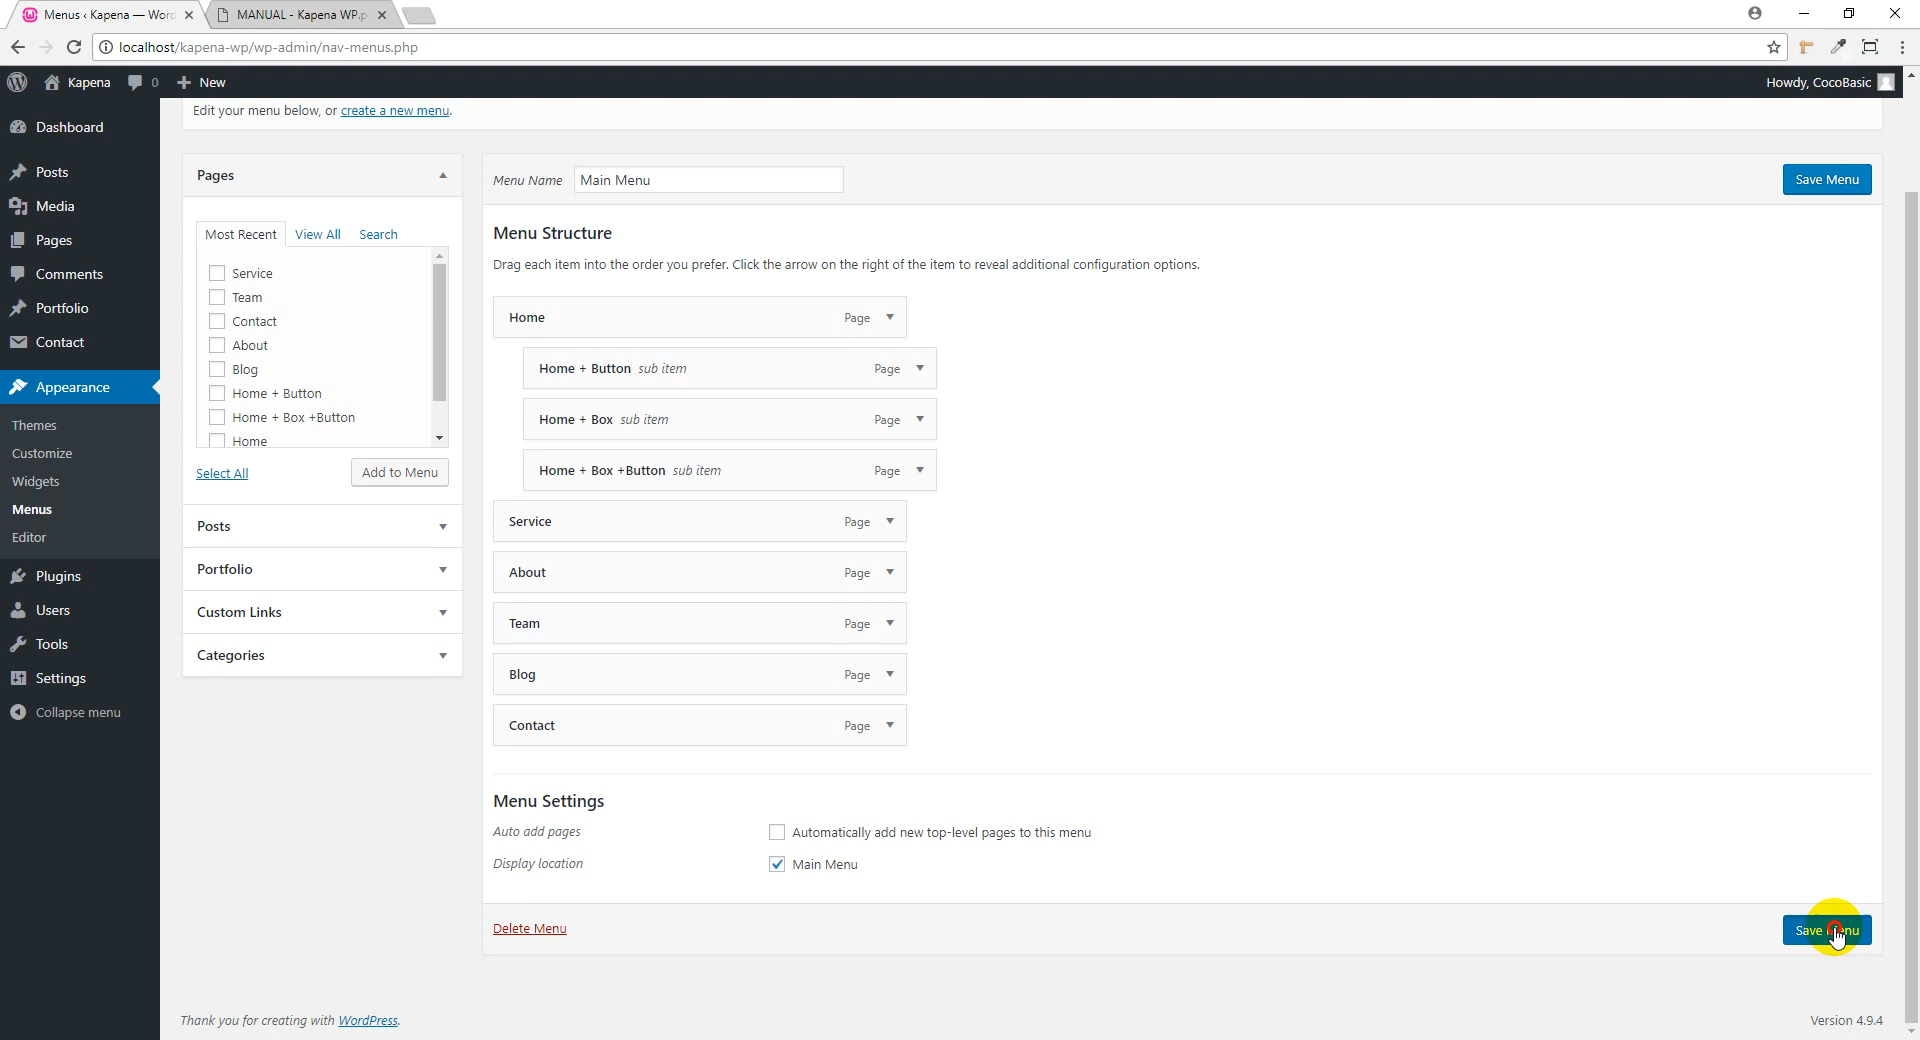 Menus ‹ Kapena — Word
MANUAL - Kapena WP.p
localhost/kapena-wp/wp-admin/nav-menus.php
Kapena
0
New
Howdy, CocoBasic
Dashboard
Posts
Media
Pages
Comments
Portfolio
Contact
Appearance
Themes
Customize
Widgets
Menus
Editor
Plugins
Users
Tools
Settings
Collapse menu
Edit your menu below, or create a new menu.
Pages
Most Recent
View All
Search
Service
Team
Contact
About
Blog
Home + Button
Home + Box +Button
Home
Select All
Add to Menu
Posts
Portfolio
Custom Links
Categories
Menu Name
Main Menu
Save Menu
Menu Structure
Drag each item into the order you prefer. Click the arrow on the right of the item to reveal additional configuration options.
Home Page
Home + Button sub item Page
Home + Box sub item Page
Home + Box +Button sub item Page
Service Page
About Page
Team Page
Blog Page
Contact Page
Menu Settings
Auto add pages
Automatically add new top-level pages to this menu
Display location
Main Menu
Delete Menu
Save Menu
Thank you for creating with WordPress.
Version 4.9.4